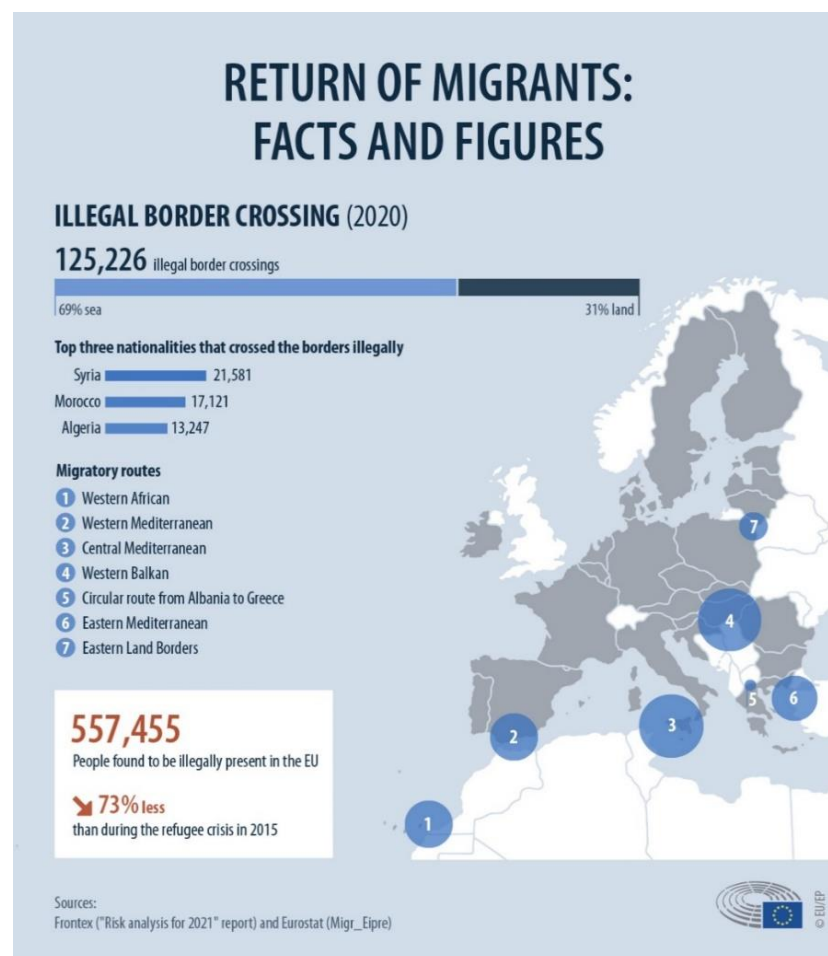 RETURN OF MIGRANTS:
FACTS AND FIGURES
ILLEGAL BORDER CROSSING (2020)
125,226 illegal border crossings
69% sea 31% land
Top three nationalities that crossed the borders illegally
Syria 21,581
Morocco 17,121
Algeria 13,247
Migratory routes
1 Western African
2 Western Mediterranean
3 Central Mediterranean
4 Western Balkan
5 Circular route from Albania to Greece
6 Eastern Mediterranean
7 Eastern Land Borders
7
4
5
6
3
2
1
557,455
People found to be illegally present in the EU
73% less
than during the refugee crisis in 2015
Sources:
Frontex ("Risk analysis for 2021" report) and Eurostat (Migr_Eipre)
© EU/EP